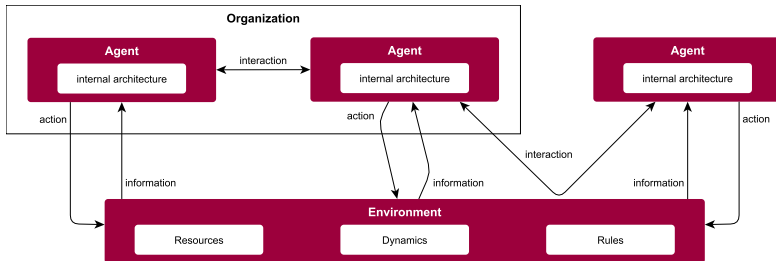 Organization
Agent
internal architecture
interaction
Agent
internal architecture
Agent
internal architecture
action
action
action
interaction
information
information
information
Environment
Resources
Dynamics
Rules